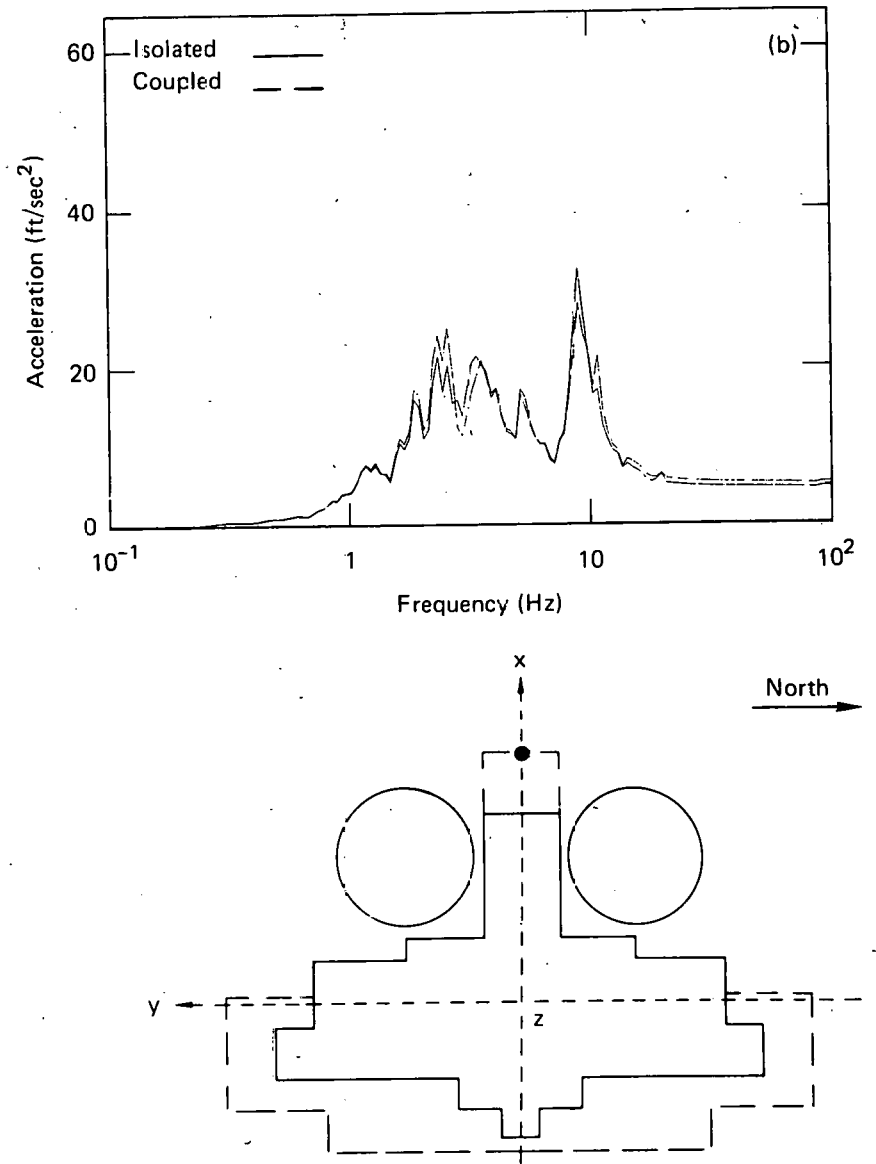 60
Isolated
(b)
Coupled
40
20
0
Acceleration (ft/sec²)
10⁻¹
1
10
10²
Frequency (Hz)
x
North
y
z